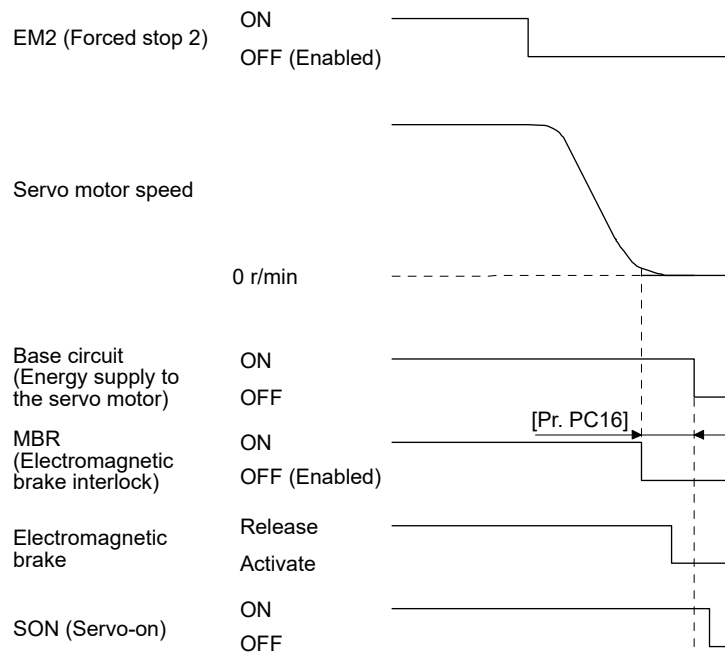 EM2 (Forced stop 2)
ON
OFF (Enabled)
Servo motor speed
0 r/min
Base circuit
(Energy supply to
the servo motor)
ON
OFF
[Pr. PC16]
MBR
(Electromagnetic
brake interlock)
ON
OFF (Enabled)
Electromagnetic
brake
Release
Activate
SON (Servo-on)
ON
OFF